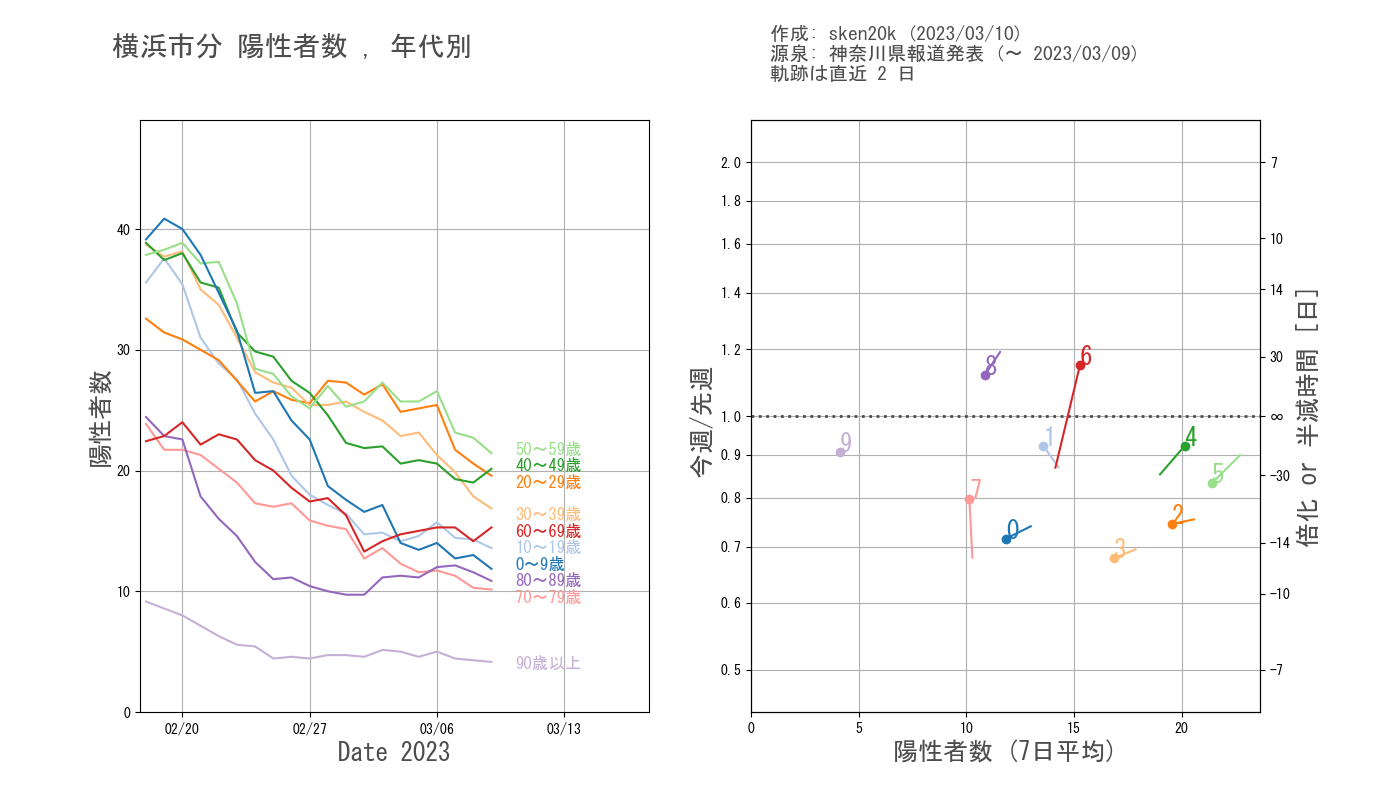 横浜市分 陽性者数 , 年代別
作成: sken20k (2023/03/10)
源泉: 神奈川県報道発表 (〜 2023/03/09)
軌跡は直近 2 日
陽性者数
40
30
20
10
0
50〜59歳
40〜49歳
20〜29歳
30〜39歳
60〜69歳
10〜19歳
0〜9歳
80〜89歳
70〜79歳
90歳以上
02/20 02/27 03/06 03/13
Date 2023
今週/先週
2.0
1.8
1.6
1.4
1.2
1.0
0.9
0.8
0.7
0.6
0.5
6
8
9
1
4
5
7
2
0
3
7
10
14
30
∞
−30
−14
−10
−7
倍化 or 半減時間 [日]
0 5 10 15 20
陽性者数 (7日平均)